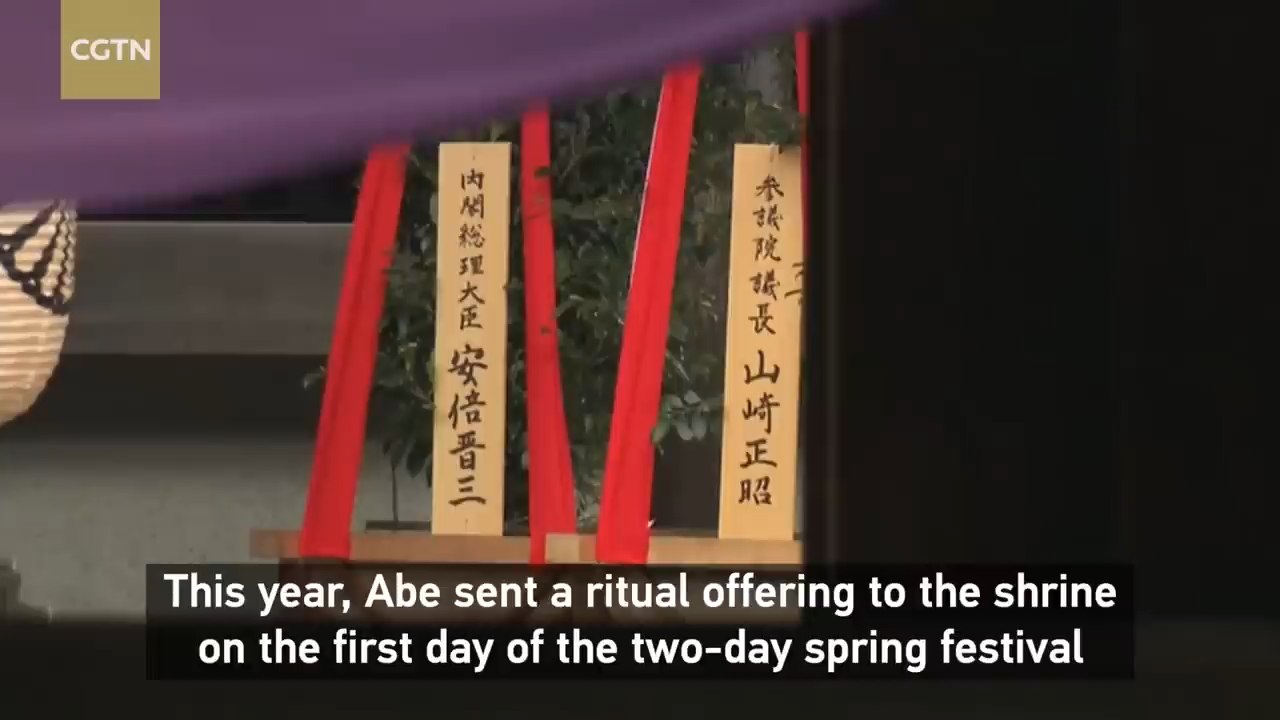 CGTN
内閣総理大臣 安倍晋三
参議院議長 山崎正昭
This year, Abe sent a ritual offering to the shrine
on the first day of the two-day spring festival